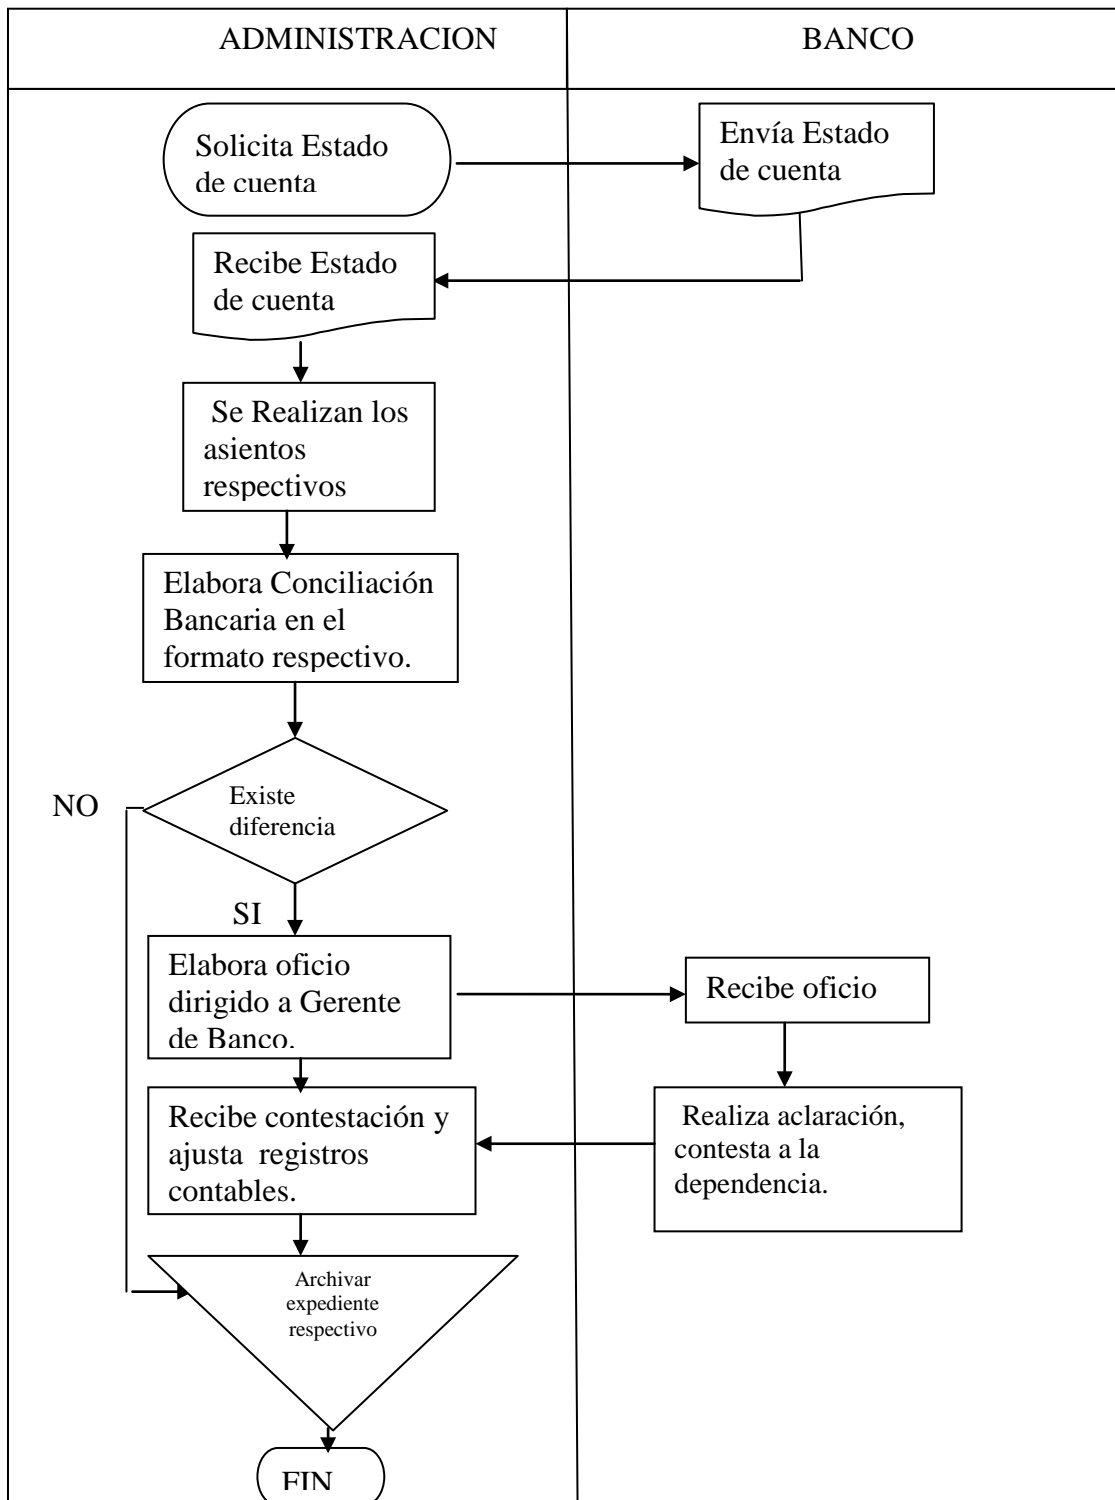 ADMINISTRACION
BANCO
Solicita Estado
de cuenta
Envía Estado
de cuenta
Recibe Estado
de cuenta
Se Realizan los
asientos
respectivos
Elabora Conciliación
Bancaria en el
formato respectivo.
Existe
diferencia
NO
SI
Elabora oficio
dirigido a Gerente
de Banco.
Recibe oficio
Realiza aclaración,
contesta a la
dependencia.
Recibe contestación y
ajusta registros
contables.
Archivar
expediente
respectivo
FIN